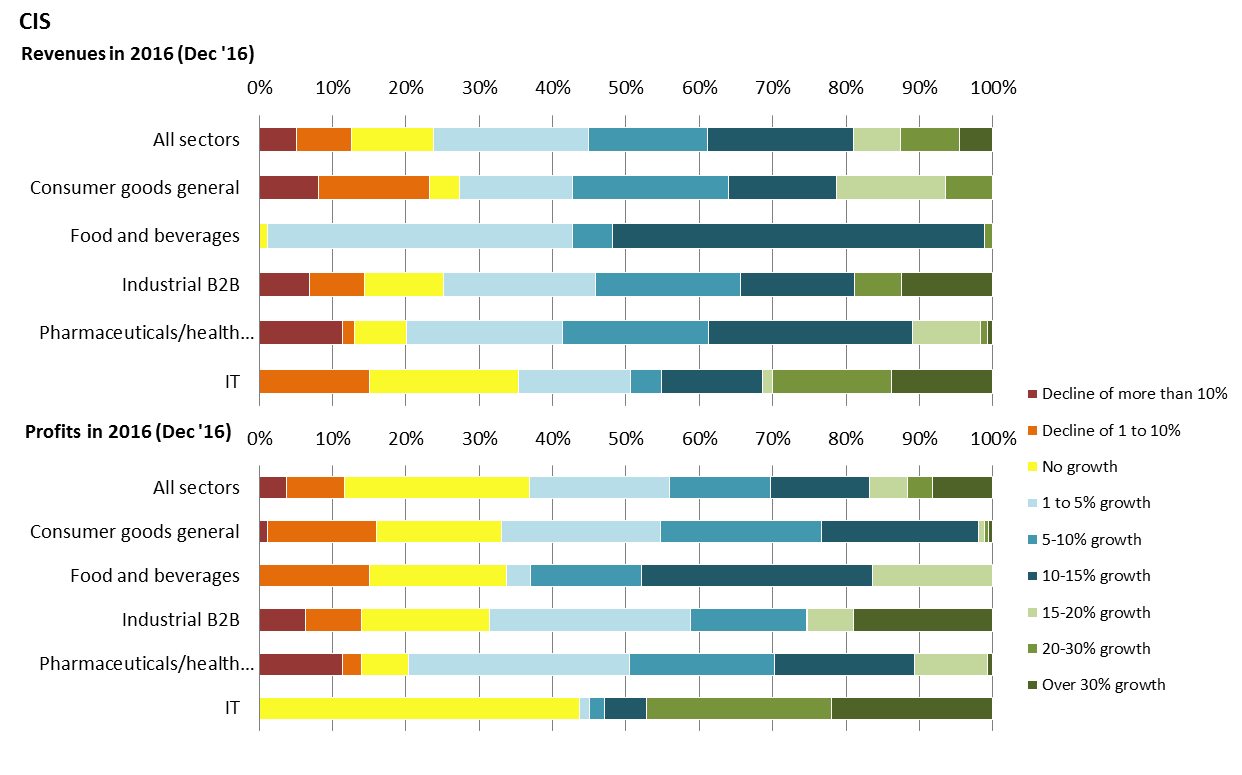 CIS
Revenues in 2016 (Dec '16)
0% 10% 20% 30% 40% 50% 60% 70% 80% 90% 100%
All sectors
Consumer goods general
Food and beverages
Industrial B2B
Pharmaceuticals/health...
IT
Profits in 2016 (Dec '16)
0% 10% 20% 30% 40% 50% 60% 70% 80% 90% 100%
All sectors
Consumer goods general
Food and beverages
Industrial B2B
Pharmaceuticals/health...
IT
Decline of more than 10%
Decline of 1 to 10%
No growth
1 to 5% growth
5-10% growth
10-15% growth
15-20% growth
20-30% growth
Over 30% growth